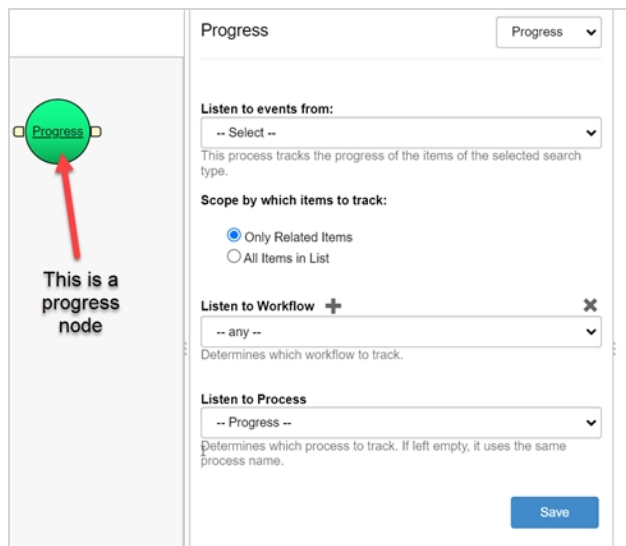 Progress
Progress
Progress
This is a
progress
node
Listen to events from:
-- Select --
This process tracks the progress of the items of the selected search
type.
Scope by which items to track:
Only Related Items
All Items in List
Listen to Workflow
-- any --
Determines which workflow to track.
Listen to Process
-- Progress --
Determines which process to track. If left empty, it uses the same
process name.
Save